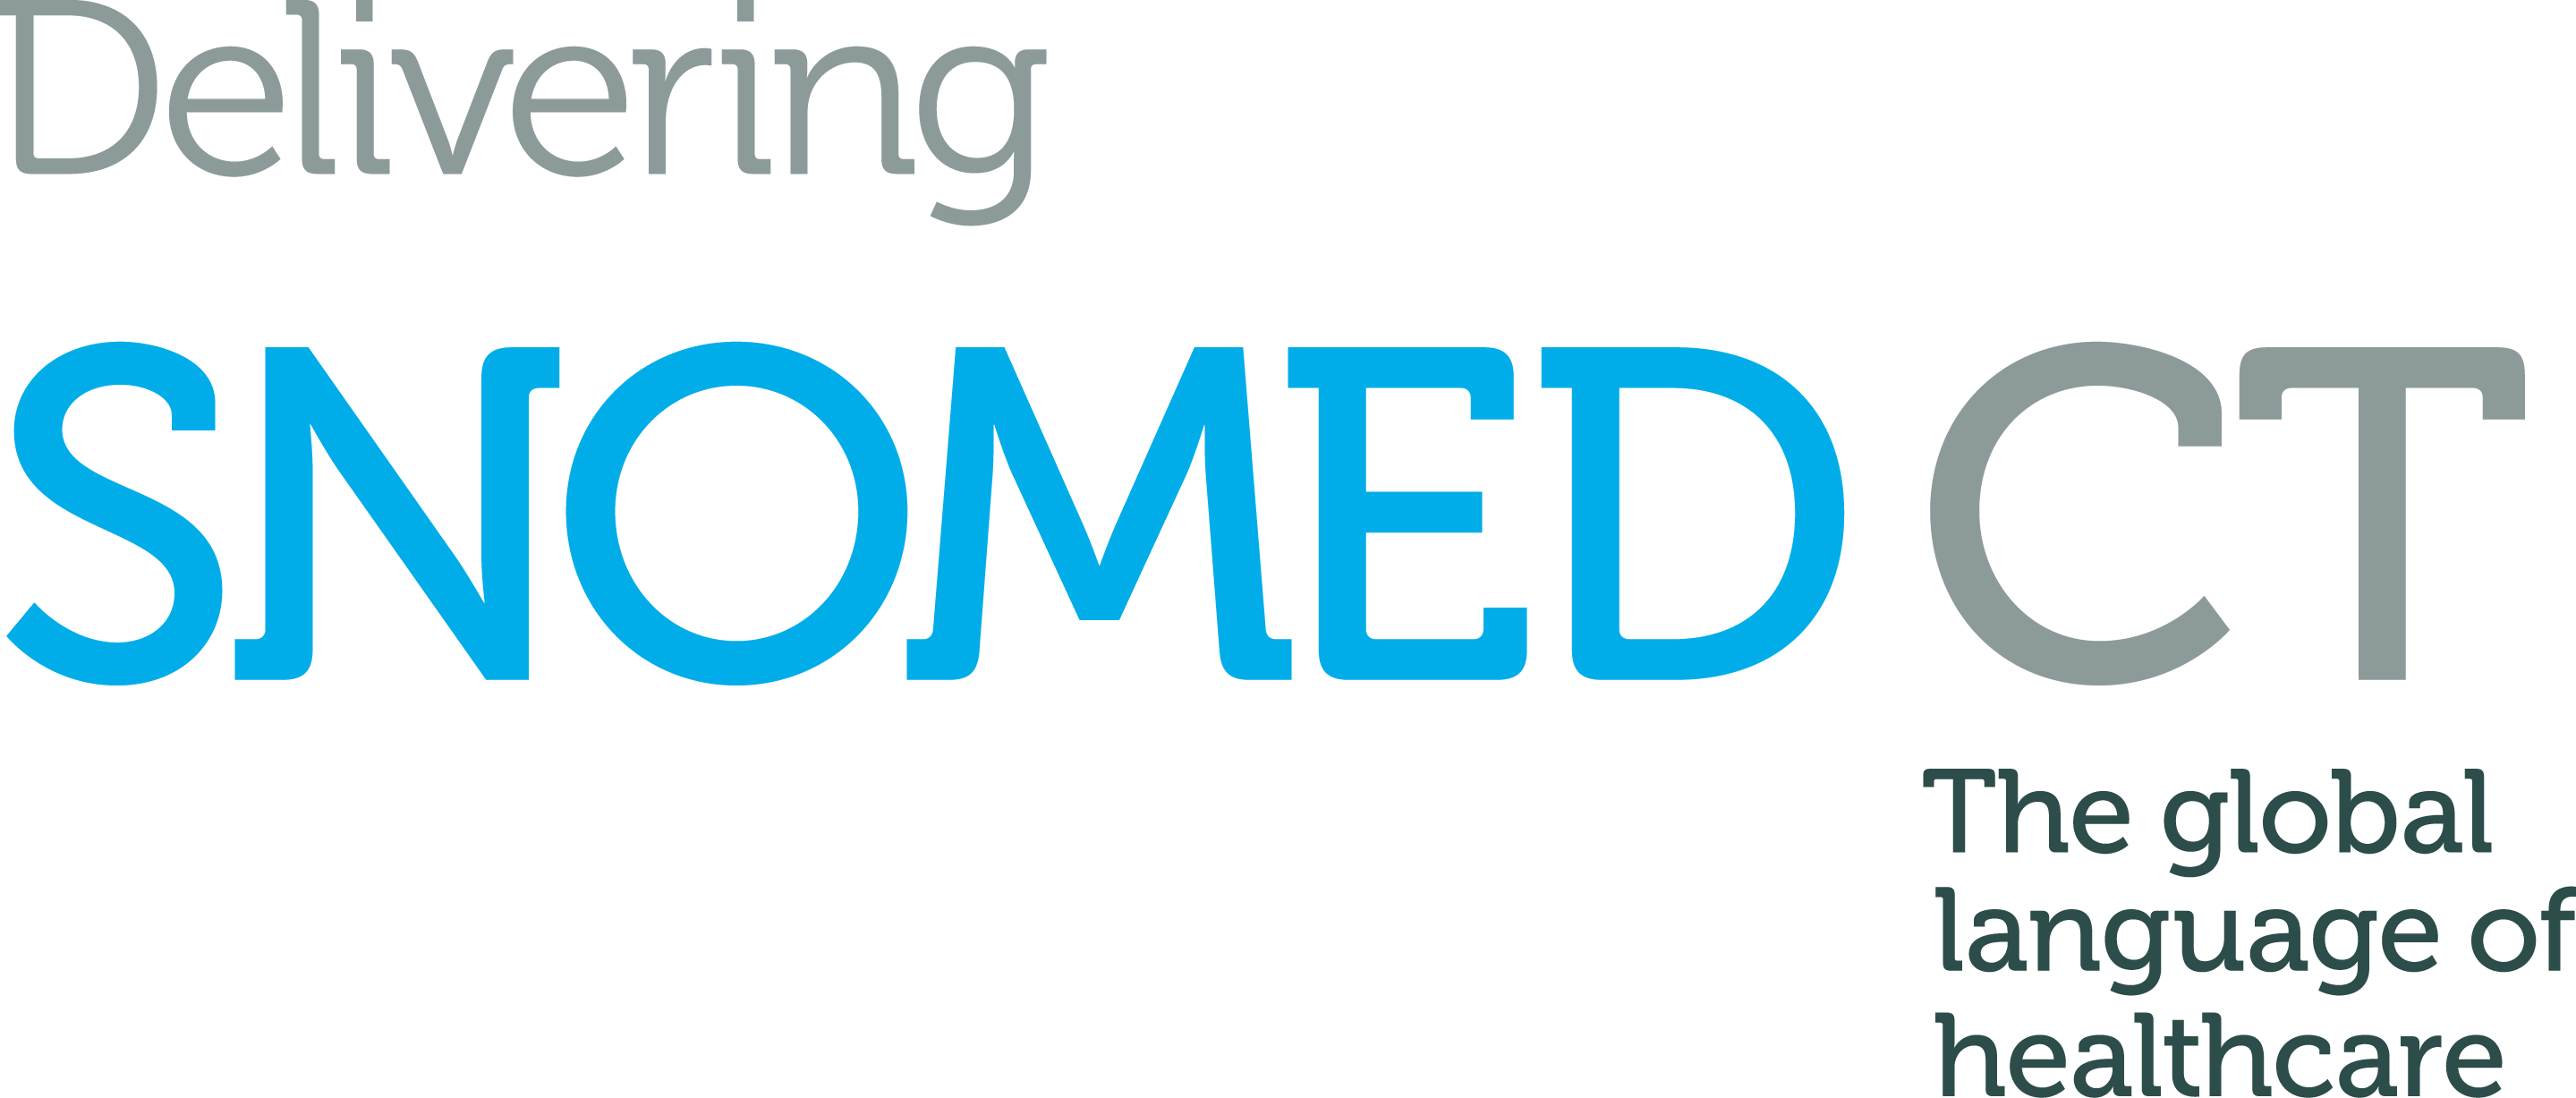 Delivering
SNOMED CT
The global
language of
healthcare